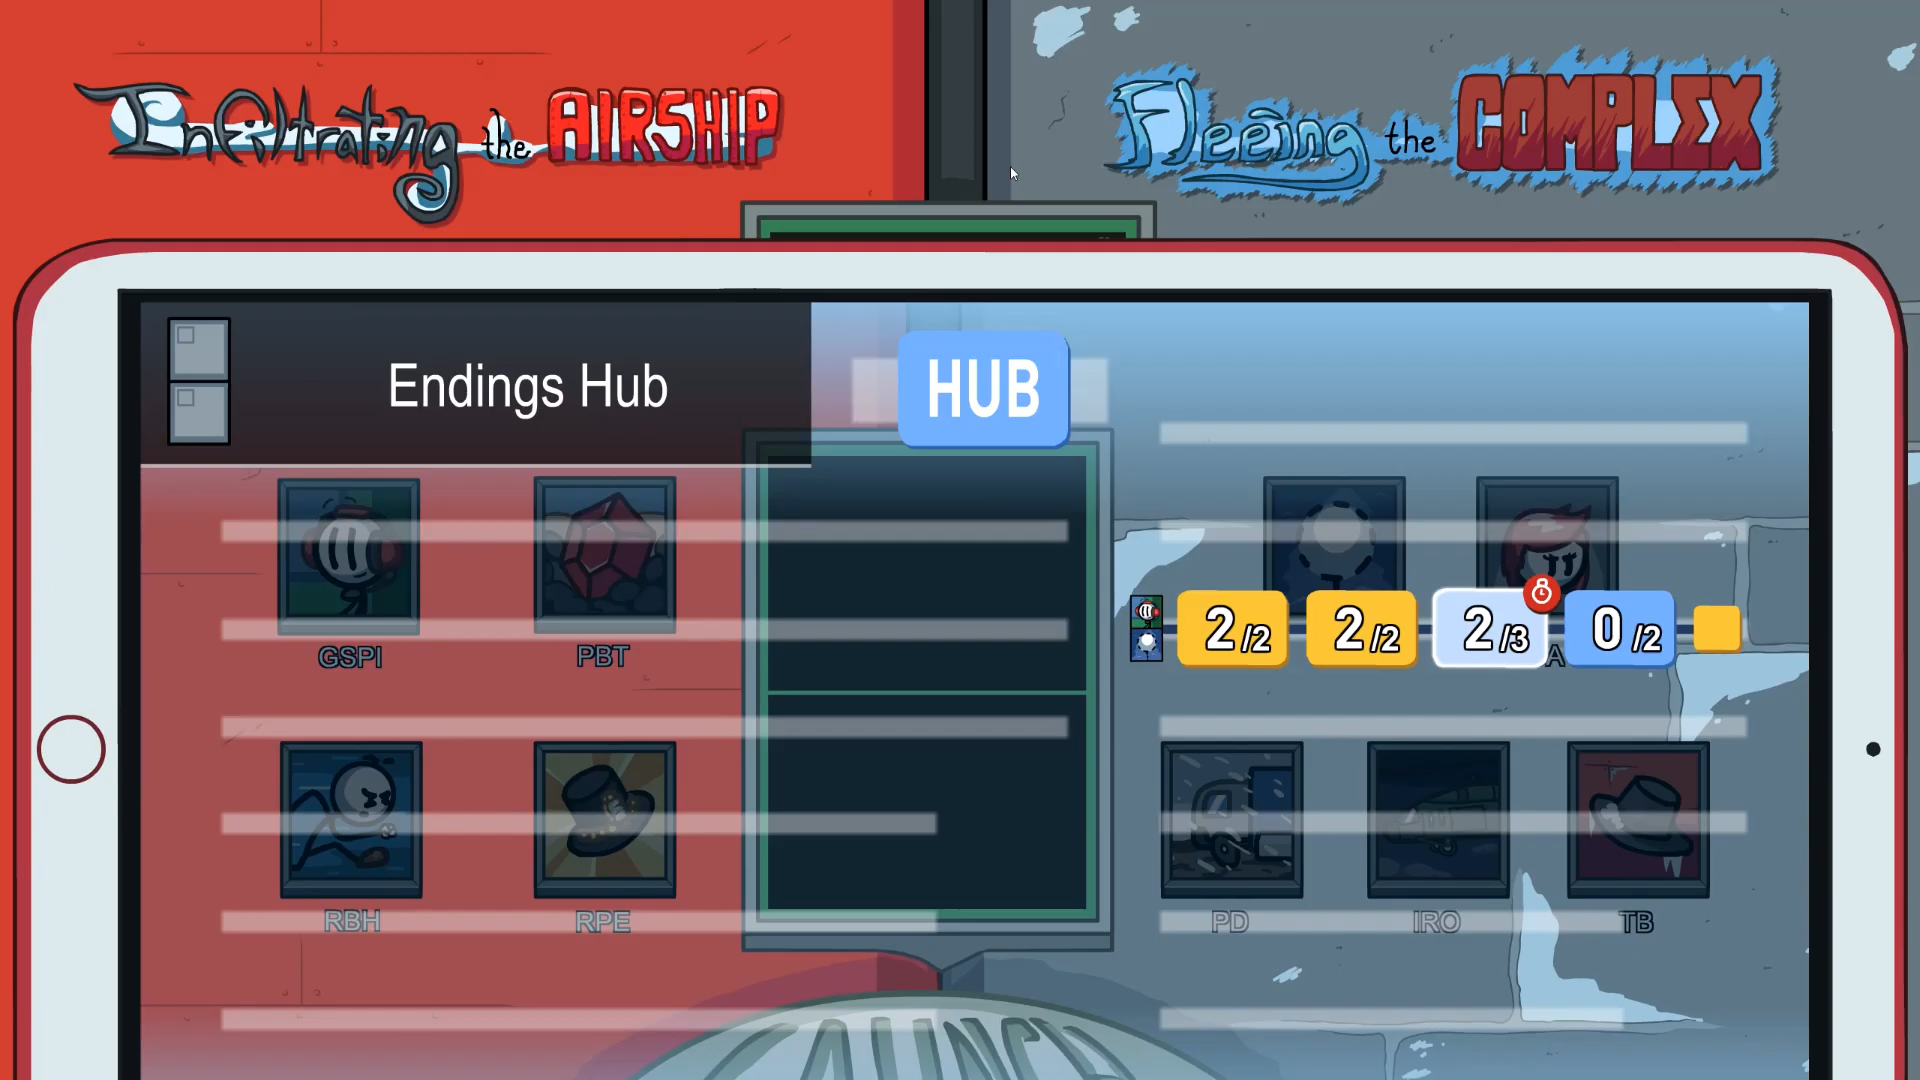 Infiltrating the AIRSHIP
Fleeing the COMPLEX
Endings Hub
HUB
2/2
2/2
2/3
0/2
A
GSPI
PBT
RBH
RPE
PD
IRO
TB
LAUNCH